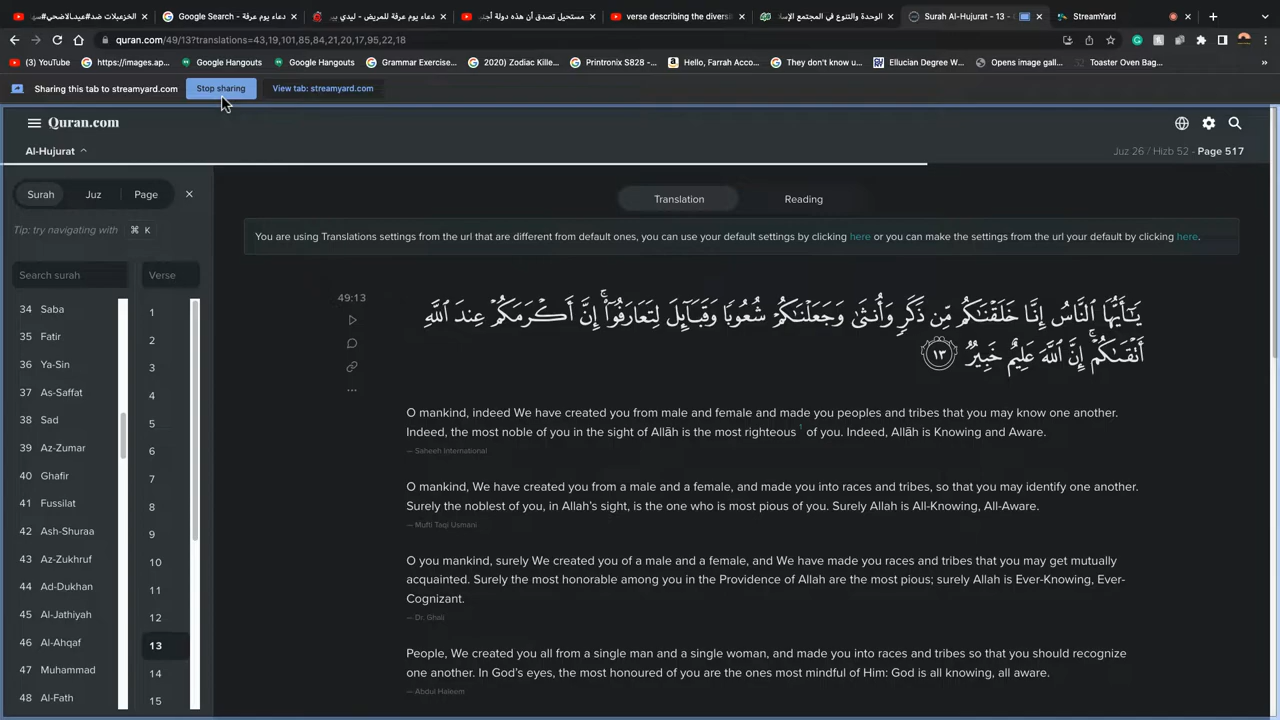 الخزعبلات ضد#عيدالاضحى#سه
Google Search - دعاء يوم عرفة
دعاء يوم عرفة للمريض - ليدي بي
مستحيل تصدق أن هذه دولة أجنـ
verse describing the diversi
الوحدة والتنوع في المجتمع الإسلا
Surah Al-Hujurat - 13 -
StreamYard
quran.com/49/13?translations=43,19,101,85,84,21,20,17,95,22,18
(3) YouTube
https://images.ap...
Google Hangouts
Google Hangouts
Grammar Exercise...
2020) Zodiac Kille...
Printronix S828 -...
Hello, Farrah Acco...
They don't know u...
Ellucian Degree W...
Opens image gall...
Toaster Oven Bag...
Sharing this tab to streamyard.com
Stop sharing
View tab: streamyard.com
Quran.com
Al-Hujurat
Juz 26 / Hizb 52 - Page 517
Surah Juz Page
Tip: try navigating with ⌘ K
Search surah
Verse
34 Saba
35 Fatir
36 Ya-Sin
37 As-Saffat
38 Sad
39 Az-Zumar
40 Ghafir
41 Fussilat
42 Ash-Shuraa
43 Az-Zukhruf
44 Ad-Dukhan
45 Al-Jathiyah
46 Al-Ahqaf
47 Muhammad
48 Al-Fath
1
2
3
4
5
6
7
8
9
10
11
12
13
14
15
Translation Reading
You are using Translations settings from the url that are different from default ones, you can use your default settings by clicking here or you can make the settings from the url your default by clicking here.
49:13
يَـٰٓأَيُّهَا ٱلنَّاسُ إِنَّا خَلَقْنَـٰكُم مِّن ذَكَرٍۢ وَأُنثَىٰ وَجَعَلْنَـٰكُمْ شُعُوبًۭا وَقَبَآئِلَ لِتَعَارَفُوٓا۟ ۚ إِنَّ أَكْرَمَكُمْ عِندَ ٱللَّهِ
أَتْقَىٰكُمْ ۚ إِنَّ ٱللَّهَ عَلِيمٌ خَبِيرٌۭ ١٣
O mankind, indeed We have created you from male and female and made you peoples and tribes that you may know one another.
Indeed, the most noble of you in the sight of Allāh is the most righteous 1 of you. Indeed, Allāh is Knowing and Aware.
— Saheeh International
O mankind, We have created you from a male and a female, and made you into races and tribes, so that you may identify one another.
Surely the noblest of you, in Allah's sight, is the one who is most pious of you. Surely Allah is All-Knowing, All-Aware.
— Mufti Taqi Usmani
O you mankind, surely We created you of a male and a female, and We have made you races and tribes that you may get mutually
acquainted. Surely the most honorable among you in the Providence of Allah are the most pious; surely Allah is Ever-Knowing, Ever-
Cognizant.
— Dr. Ghali
People, We created you all from a single man and a single woman, and made you into races and tribes so that you should recognize
one another. In God's eyes, the most honoured of you are the ones most mindful of Him: God is all knowing, all aware.
— Abdul Haleem